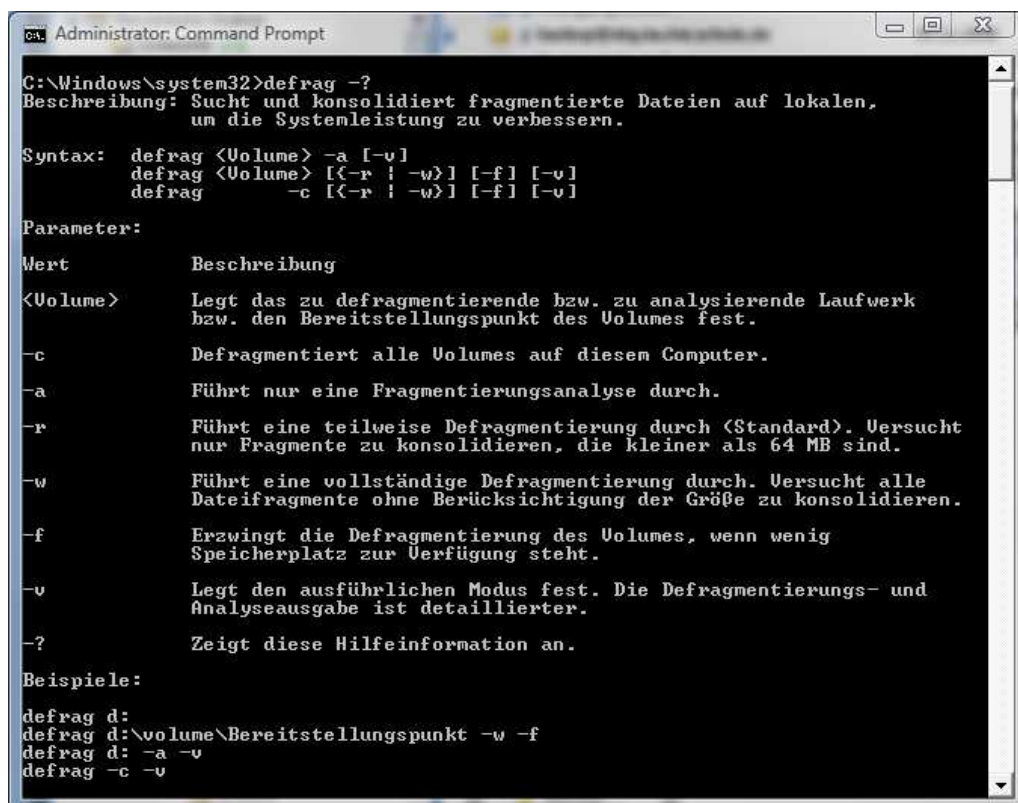 Administrator: Command Prompt
C:\Windows\system32>defrag -?
Beschreibung: Sucht und konsolidiert fragmentierte Dateien auf lokalen,
um die Systemleistung zu verbessern.
Syntax: defrag <Volume> -a [-v]
defrag <Volume> [{-r | -w}] [-f] [-v]
defrag -c [{-r | -w}] [-f] [-v]
Parameter:
Wert Beschreibung
<Volume> Legt das zu defragmentierende bzw. zu analysierende Laufwerk
bzw. den Bereitstellungspunkt des Volumes fest.
-c Defragmentiert alle Volumes auf diesem Computer.
-a Führt nur eine Fragmentierungsanalyse durch.
-r Führt eine teilweise Defragmentierung durch (Standard). Versucht
nur Fragmente zu konsolidieren, die kleiner als 64 MB sind.
-w Führt eine vollständige Defragmentierung durch. Versucht alle
Dateifragmente ohne Berücksichtigung der Größe zu konsolidieren.
-f Erzwingt die Defragmentierung des Volumes, wenn wenig
Speicherplatz zur Verfügung steht.
-v Legt den ausführlichen Modus fest. Die Defragmentierungs- und
Analyseausgabe ist detaillierter.
-? Zeigt diese Hilfeinformation an.
Beispiele:
defrag d:
defrag d:\volume\Bereitstellungspunkt -w -f
defrag d: -a -v
defrag -c -v